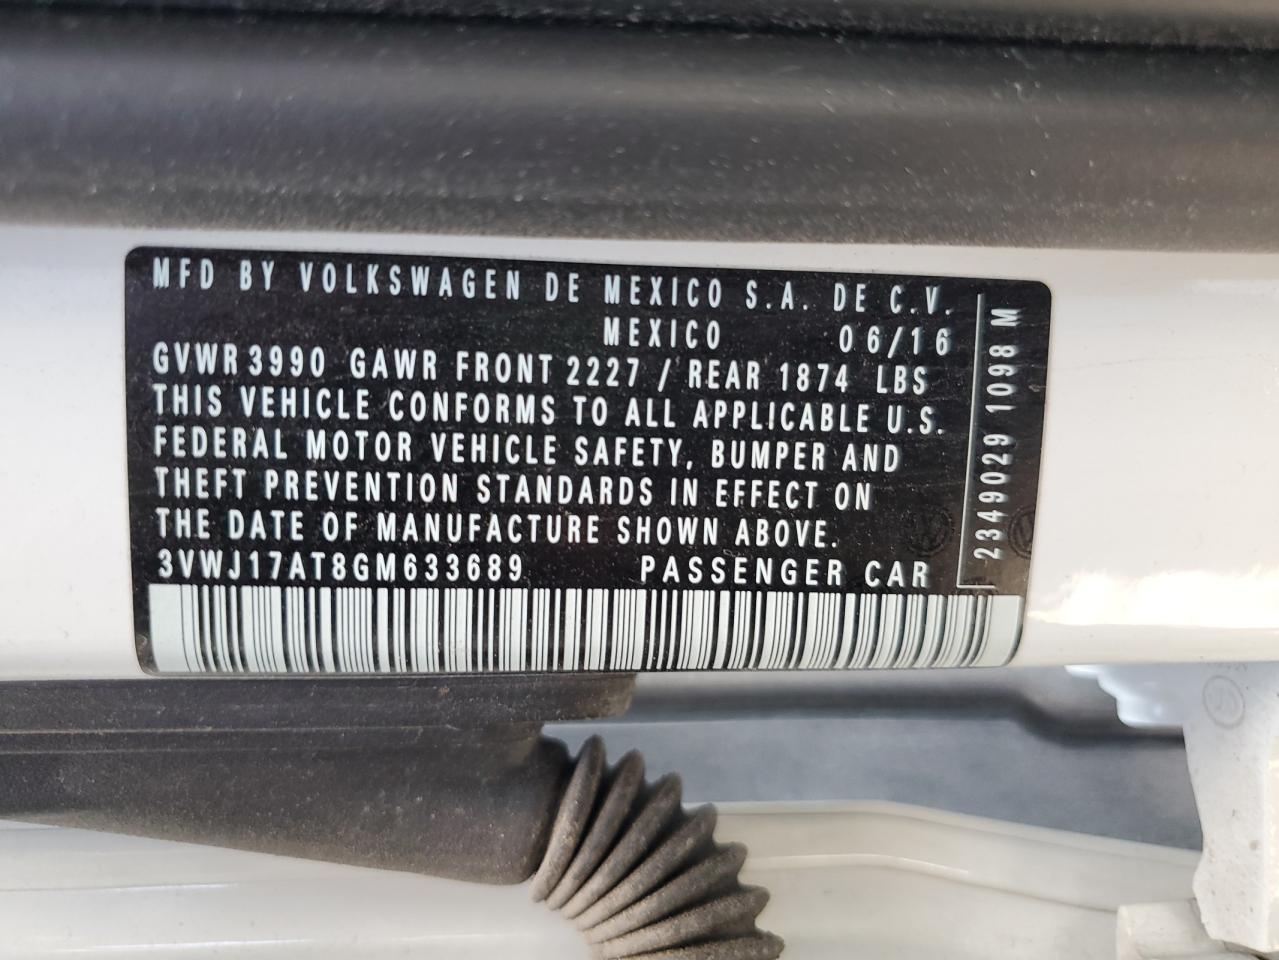 MFD BY VOLKSWAGEN DE MEXICO S.A. DE C.V.
MEXICO 06/16
GVWR 3990 GAWR FRONT 2227 / REAR 1874 LBS
THIS VEHICLE CONFORMS TO ALL APPLICABLE U.S.
FEDERAL MOTOR VEHICLE SAFETY, BUMPER AND
THEFT PREVENTION STANDARDS IN EFFECT ON
THE DATE OF MANUFACTURE SHOWN ABOVE.
3VWJ17AT8GM633689 PASSENGER CAR
2349029 1098 M